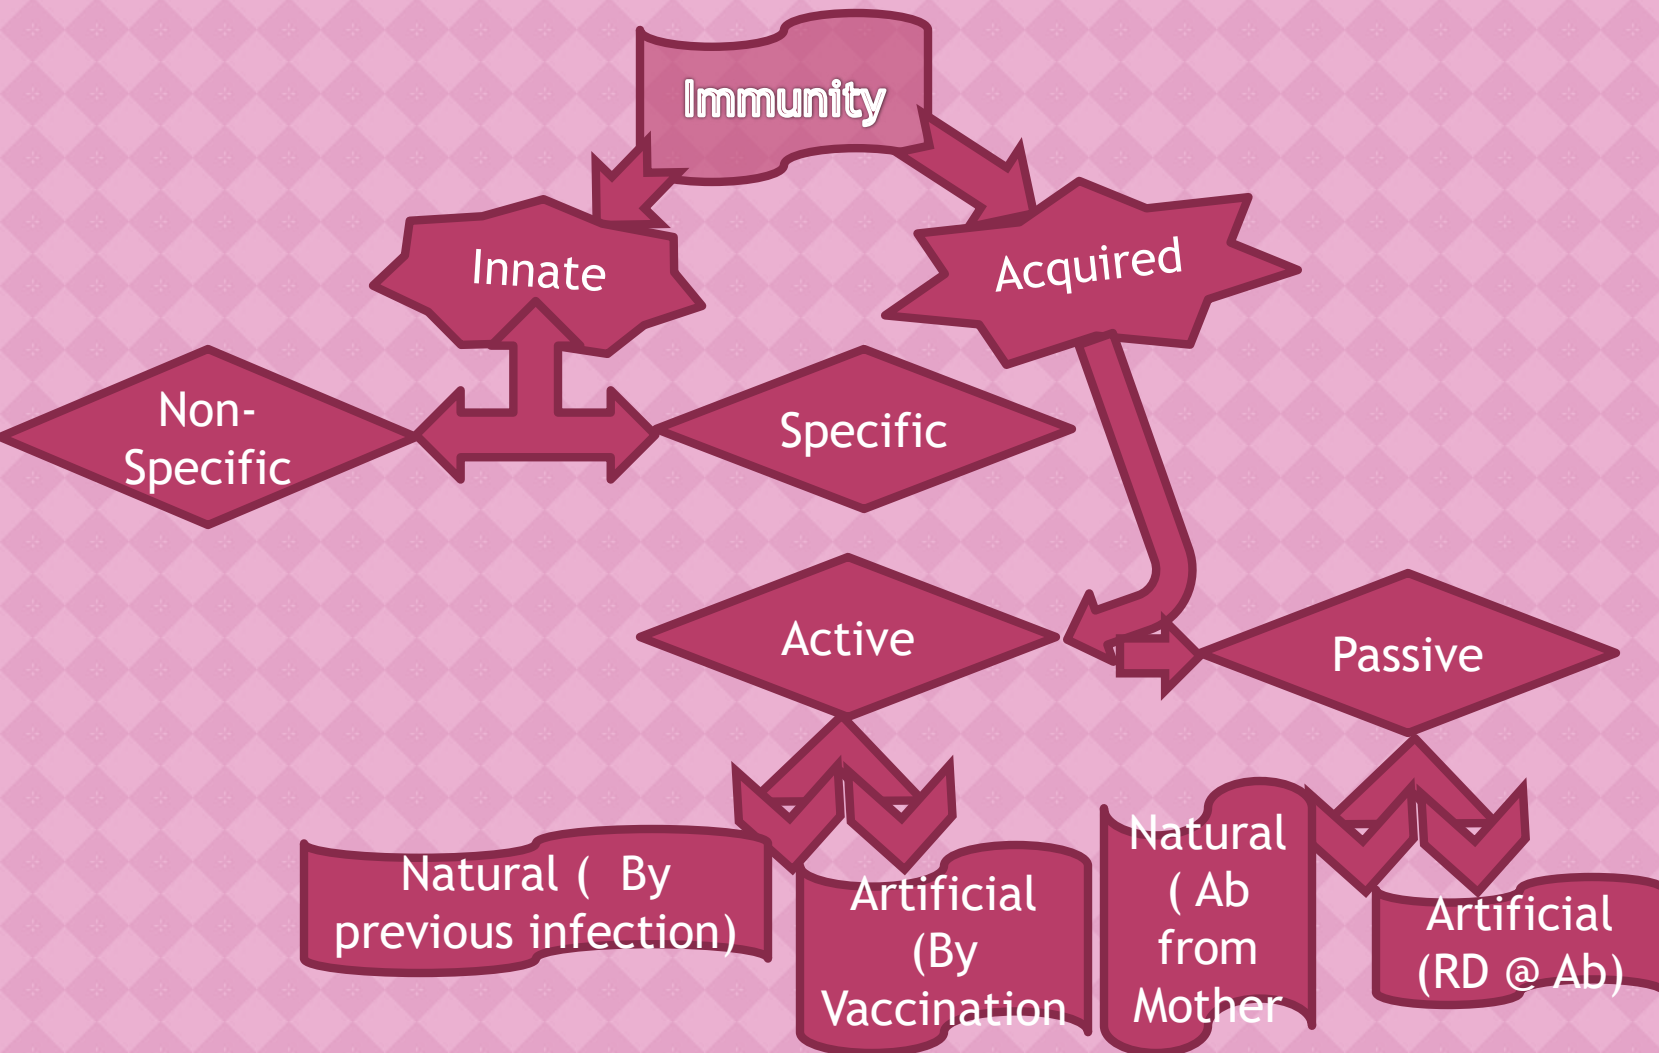 Immunity
Innate
Acquired
Non-
Specific
Specific
Active
Passive
Natural ( By
previous infection)
Artificial
(By
Vaccination
Natural
( Ab
from
Mother
Artificial
(RD @ Ab)